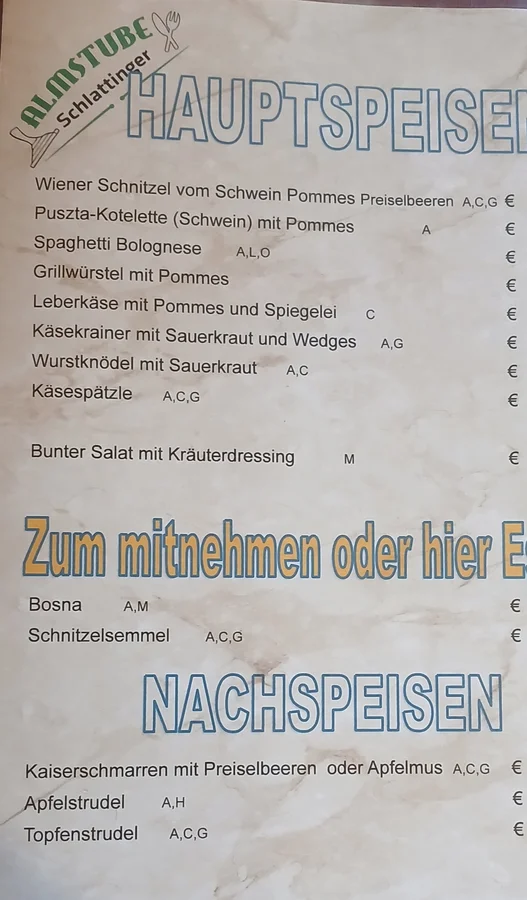 ALMSTUBE
Schlattinger
HAUPTSPEISEN
Wiener Schnitzel vom Schwein Pommes Preiselbeeren A,C,G €
Puszta-Kotelette (Schwein) mit Pommes A €
Spaghetti Bolognese A,L,O €
Grillwürstel mit Pommes €
Leberkäse mit Pommes und Spiegelei C €
Käsekrainer mit Sauerkraut und Wedges A,G €
Wurstknödel mit Sauerkraut A,C €
Käsespätzle A,C,G €
Bunter Salat mit Kräuterdressing M €
Zum mitnehmen oder hier Es
Bosna A,M €
Schnitzelsemmel A,C,G €
NACHSPEISEN
Kaiserschmarren mit Preiselbeeren oder Apfelmus A,C,G €
Apfelstrudel A,H €
Topfenstrudel A,C,G €